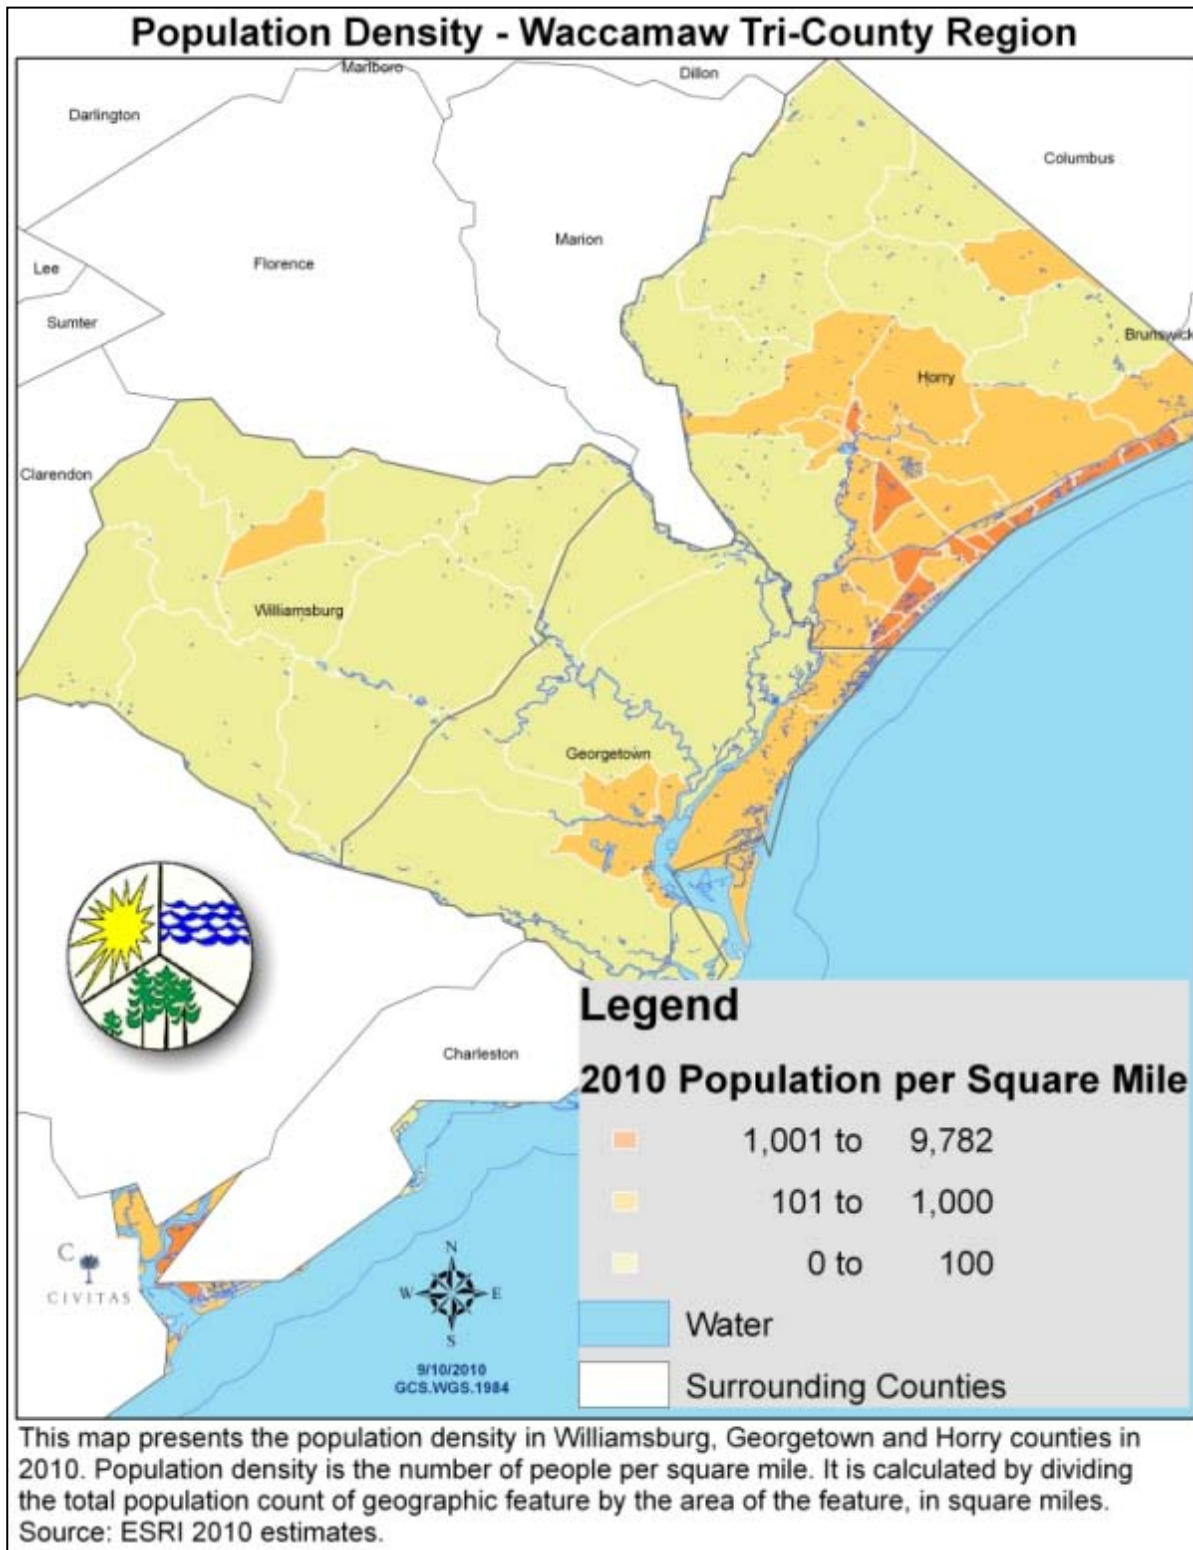 Population Density - Waccamaw Tri-County Region
Marlboro
Dillon
Darlington
Columbus
Marion
Florence
Lee
Sumter
Brunswick
Horry
Clarendon
Williamsburg
Georgetown
Charleston
Legend
2010 Population per Square Mile
1,001 to 9,782
101 to 1,000
0 to 100
Water
Surrounding Counties
C
CIVITAS
N
W E
S
9/10/2010
GCS.WGS.1984
This map presents the population density in Williamsburg, Georgetown and Horry counties in
2010. Population density is the number of people per square mile. It is calculated by dividing
the total population count of geographic feature by the area of the feature, in square miles.
Source: ESRI 2010 estimates.